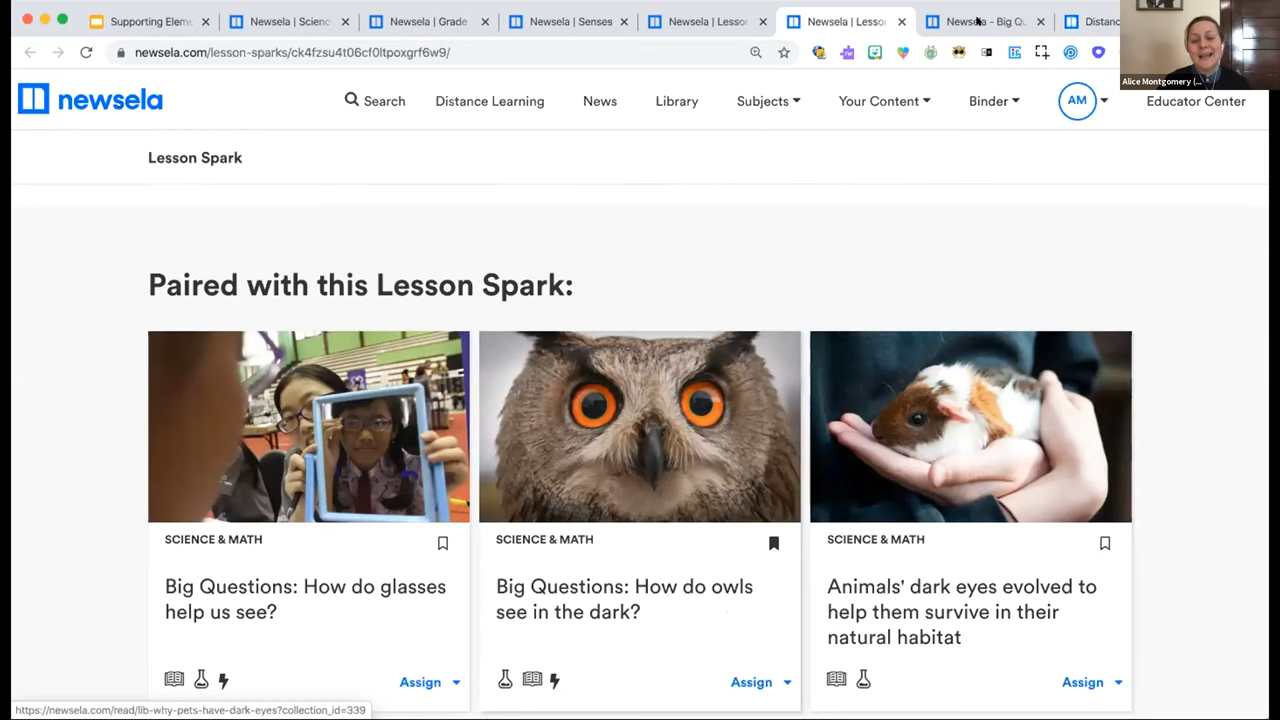 Supporting Elem
Newsela | Scienc
Newsela | Grade
Newsela | Senses
Newsela | Lesson
Newsela | Lesso
Newsela - Big Qu
Distanc
newsela.com/lesson-sparks/ck4fzsu4t06cf0ltpoxgrf6w9/
Alice Montgomery (...
newsela
Search
Distance Learning
News
Library
Subjects
Your Content
Binder
AM
Educator Center
Lesson Spark
Paired with this Lesson Spark:
SCIENCE & MATH
Big Questions: How do glasses
help us see?
Assign
SCIENCE & MATH
Big Questions: How do owls
see in the dark?
Assign
SCIENCE & MATH
Animals' dark eyes evolved to
help them survive in their
natural habitat
Assign
https://newsela.com/read/lib-why-pets-have-dark-eyes?collection_id=339